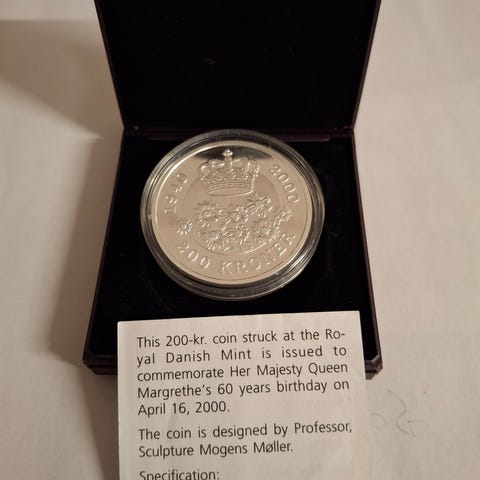 1940 2000
200 KRONER
This 200-kr. coin struck at the Ro-
yal Danish Mint is issued to
commemorate Her Majesty Queen
Margrethe's 60 years birthday on
April 16, 2000.
The coin is designed by Professor,
Sculpture Mogens Møller.
Specification: